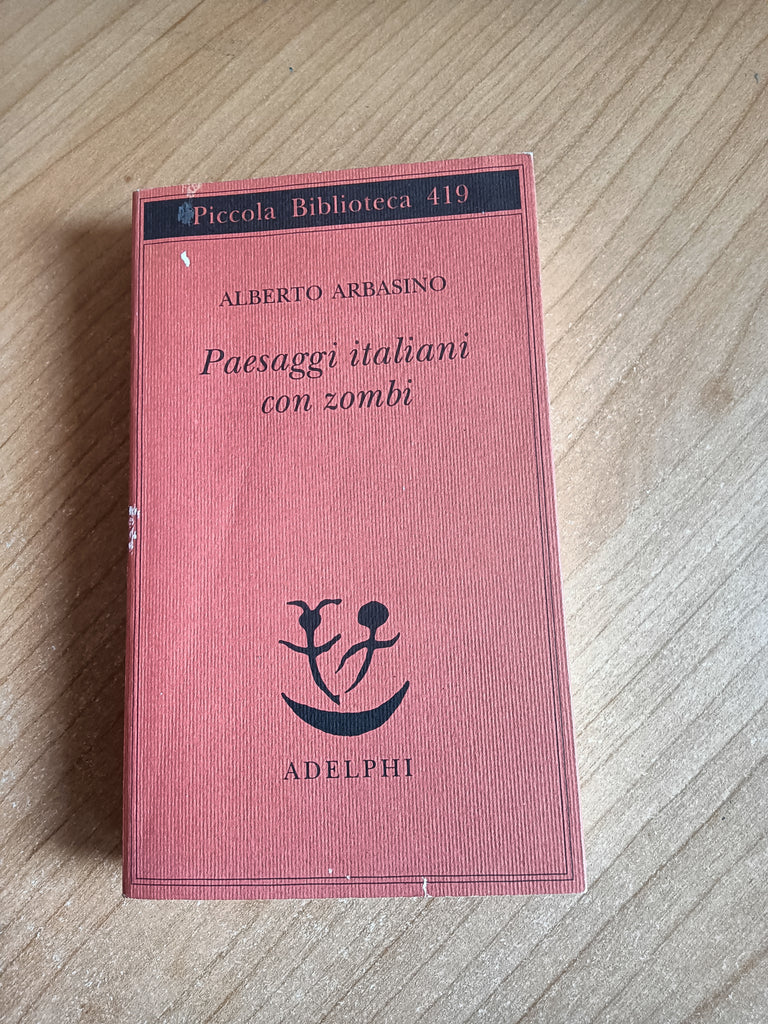 Piccola Biblioteca 419
ALBERTO ARBASINO
Paesaggi italiani
con zombi
ADELPHI